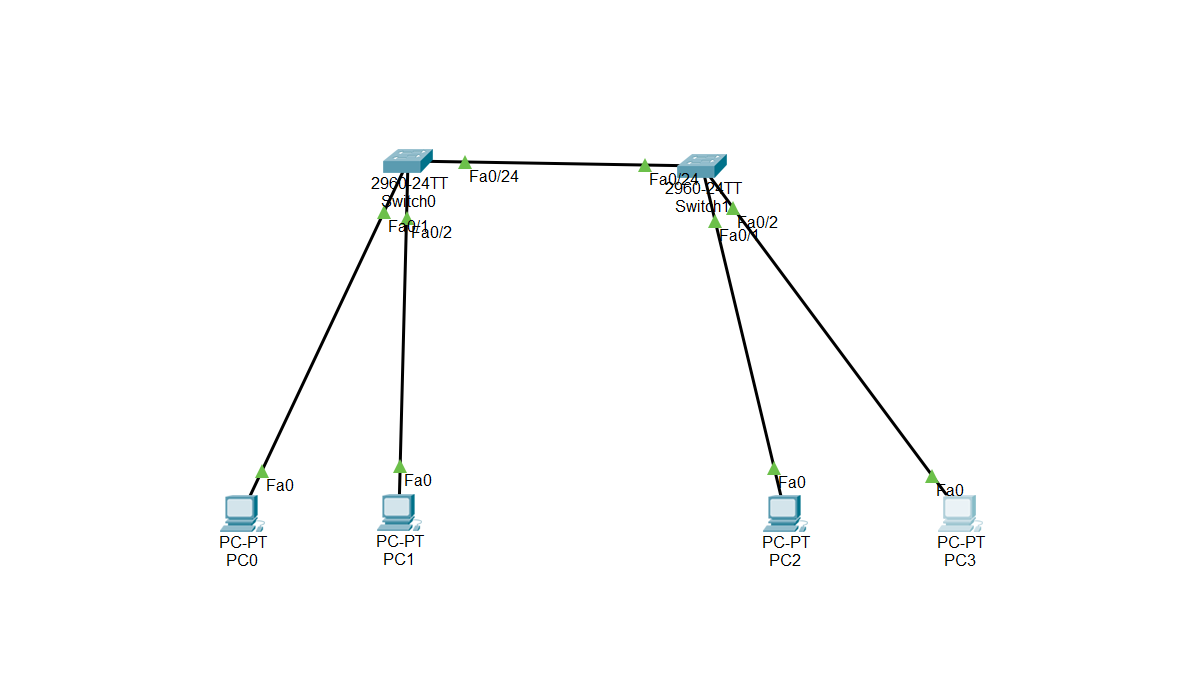 Fa0/24
Fa0/24
2960-24TT
Switch0
2960-24TT
Switch1
Fa0/1
Fa0/2
Fa0/1
Fa0/2
Fa0
Fa0
Fa0
Fa0
PC-PT
PC0
PC-PT
PC1
PC-PT
PC2
PC-PT
PC3